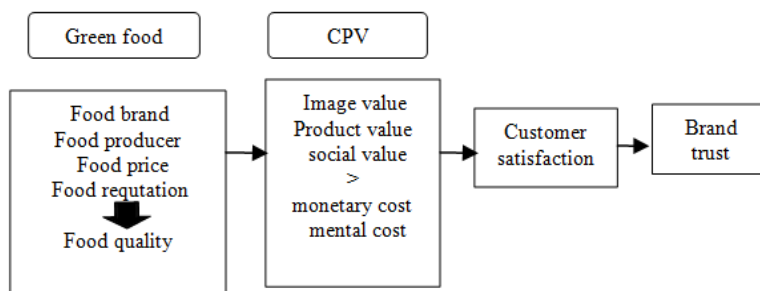 Green food
CPV
Food brand
Food producer
Food price
Food requtation
Food quality
Image value
Product value
social value
>
monetary cost
mental cost
Customer
satisfaction
Brand
trust